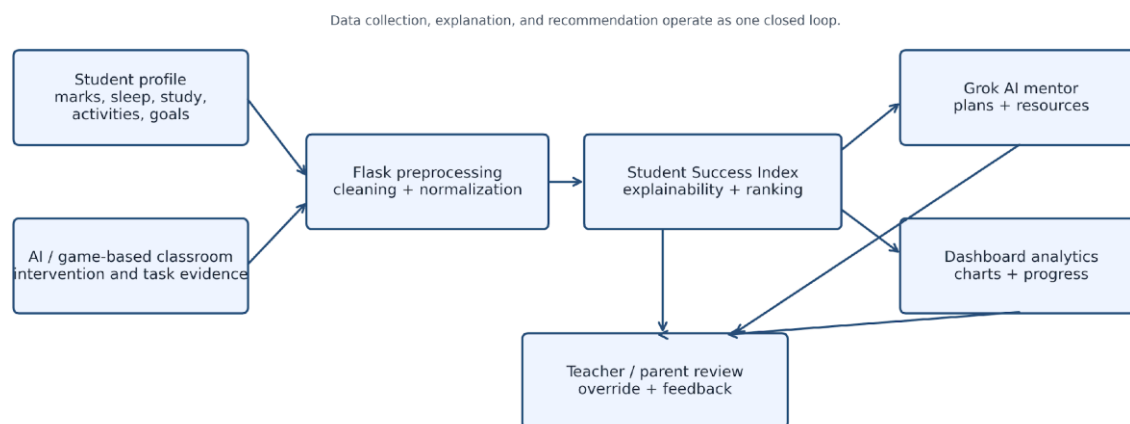 Data collection, explanation, and recommendation operate as one closed loop.
Student profile
marks, sleep, study,
activities, goals
AI / game-based classroom
intervention and task evidence
Flask preprocessing
cleaning + normalization
Student Success Index
explainability + ranking
Grok AI mentor
plans + resources
Dashboard analytics
charts + progress
Teacher / parent review
override + feedback